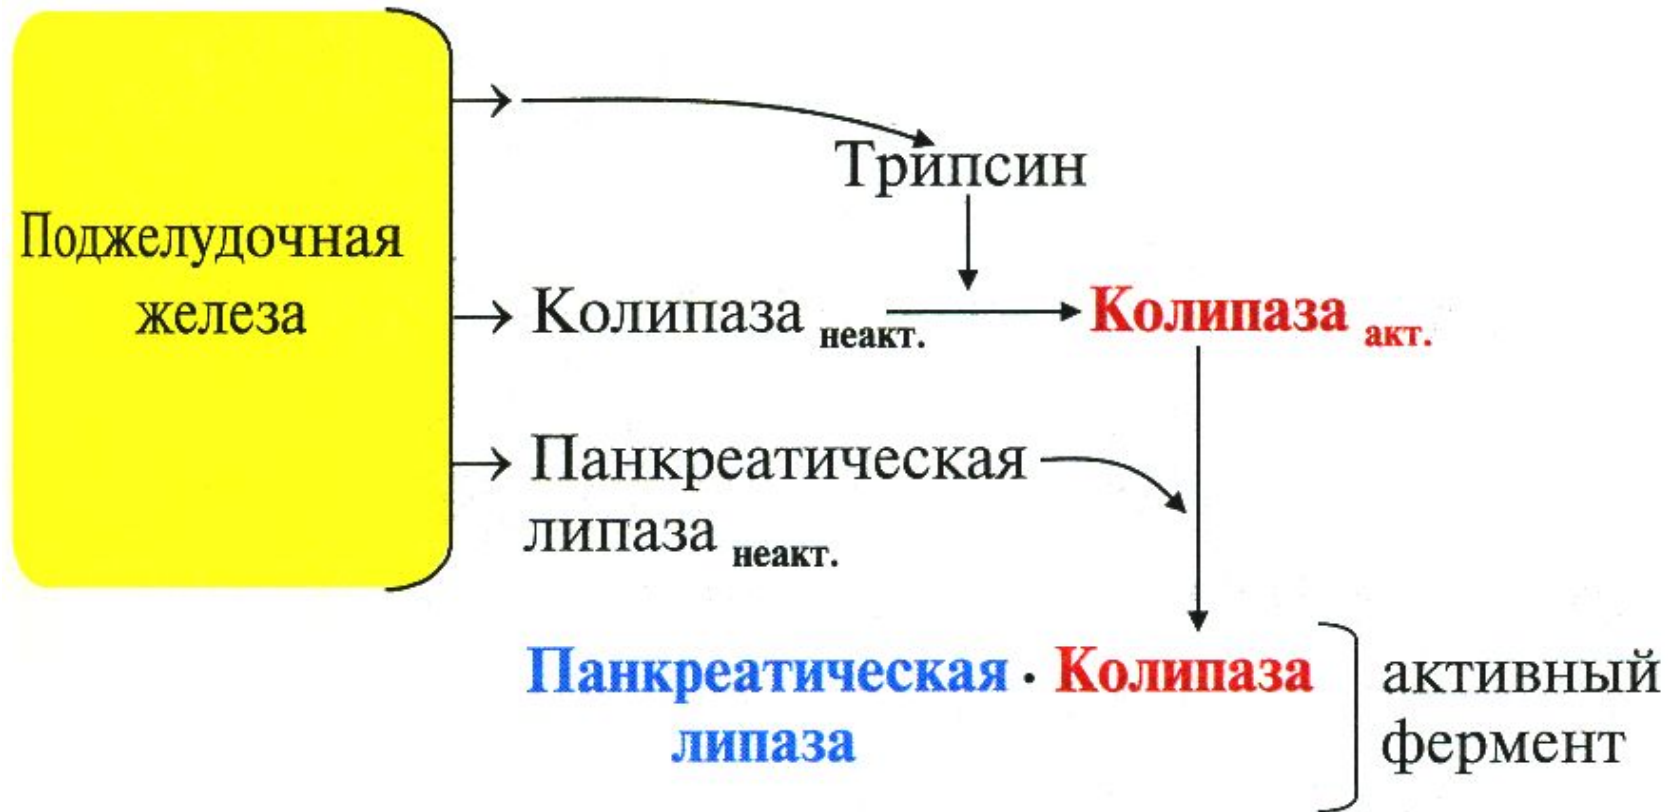 Трипсин
Поджелудочная
железа
Колипаза неакт.
Колипаза акт.
Панкреатическая
липаза неакт.
Панкреатическая · Колипаза
липаза
активный
фермент